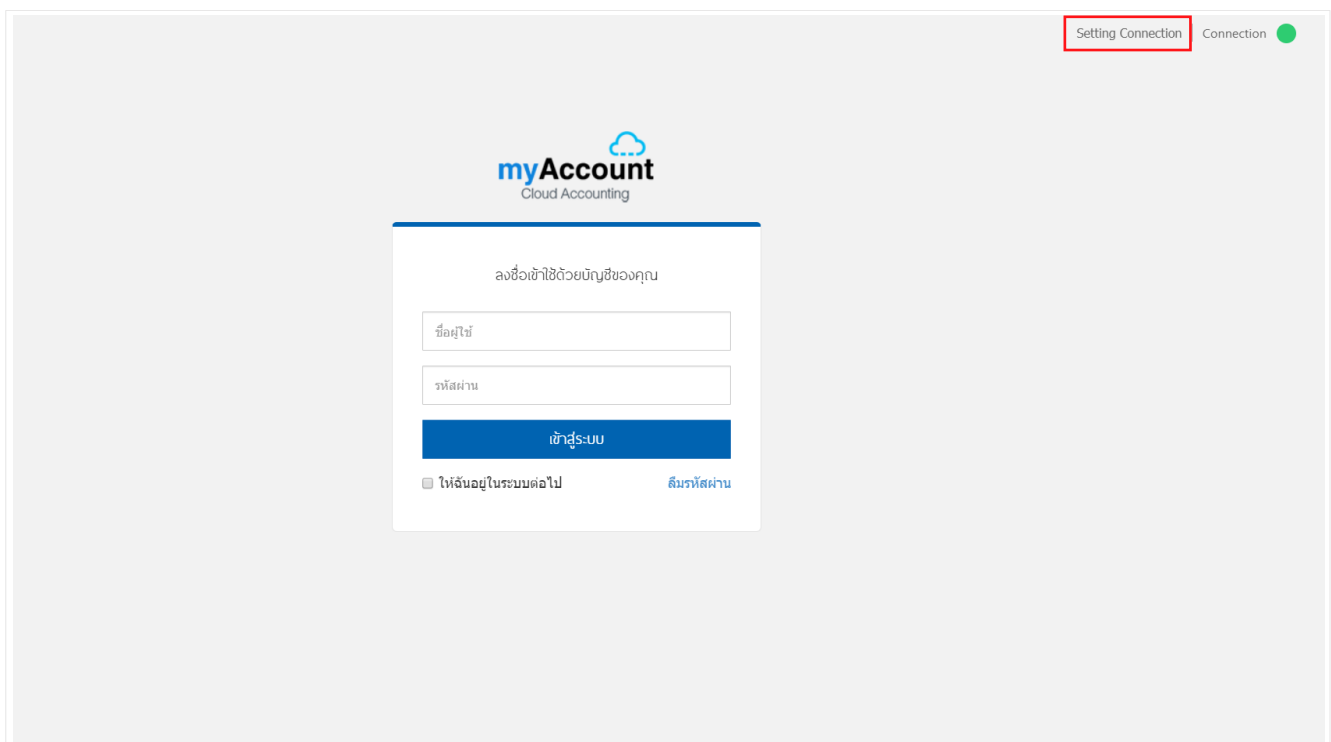 Setting Connection Connection
myAccount
Cloud Accounting
ลงชื่อเข้าใช้ด้วยบัญชีของคุณ
ชื่อผู้ใช้
รหัสผ่าน
เข้าสู่ระบบ
ให้ฉันอยู่ในระบบต่อไป ลืมรหัสผ่าน